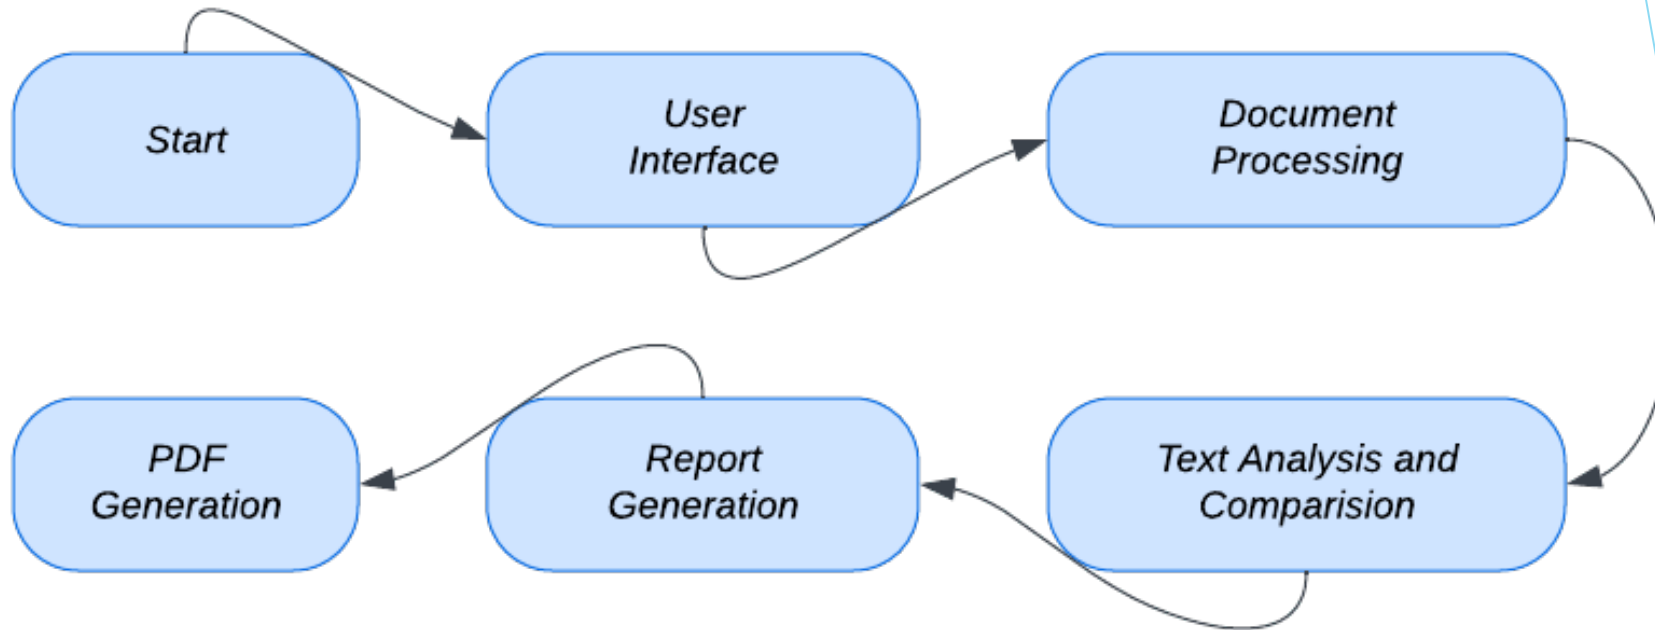 Start
User
Interface
Document
Processing
PDF
Generation
Report
Generation
Text Analysis and
Comparision